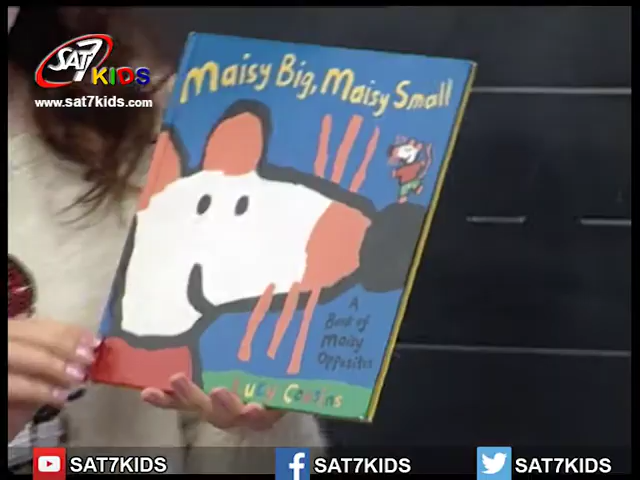 SAT7
KIDS
www.sat7kids.com
Maisy Big, Maisy Small
A
Book of
Maisy
Opposites
Lucy Cousins
SAT7KIDS
SAT7KIDS
SAT7KIDS